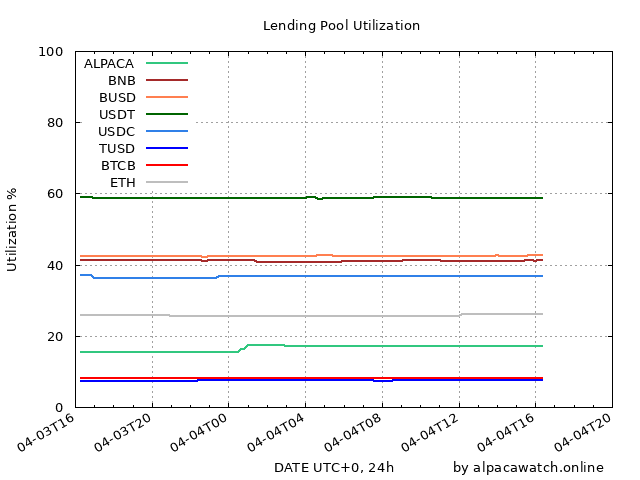 Lending Pool Utilization
100
80
60
40
20
0
Utilization %
ALPACA
BNB
BUSD
USDT
USDC
TUSD
BTCB
ETH
04-03T16
04-03T20
04-04T00
04-04T04
04-04T08
04-04T12
04-04T16
04-04T20
DATE UTC+0, 24h
by alpacawatch.online